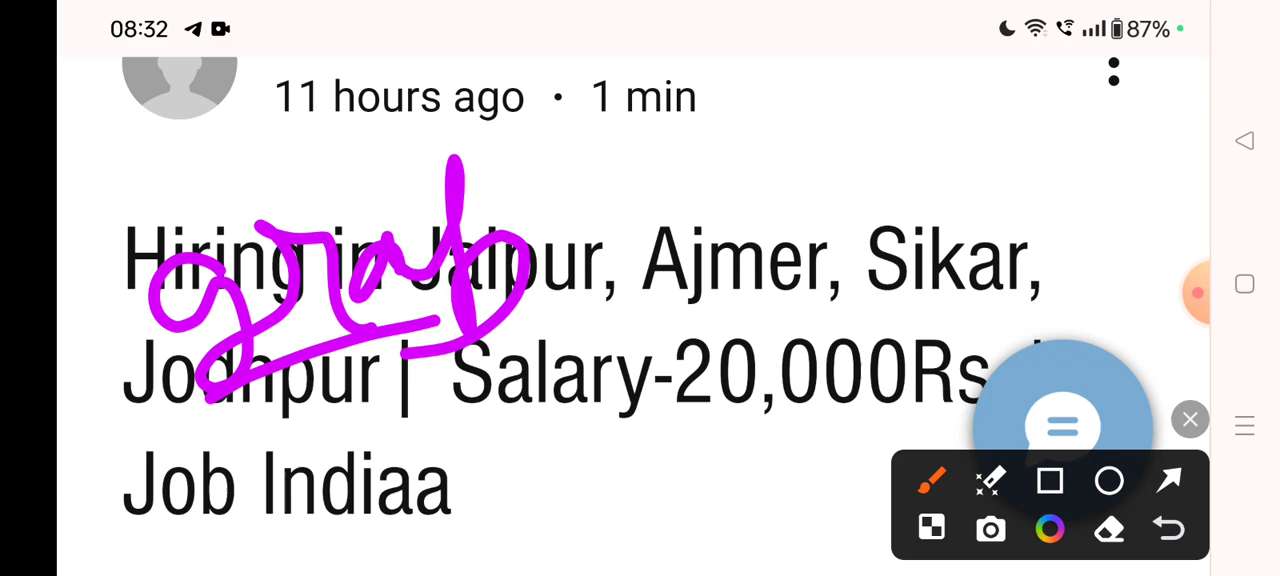 08:32 87%
11 hours ago · 1 min
Hiring in Jaipur, Ajmer, Sikar,
grab
Jodhpur | Salary-20,000Rs
Job Indiaa